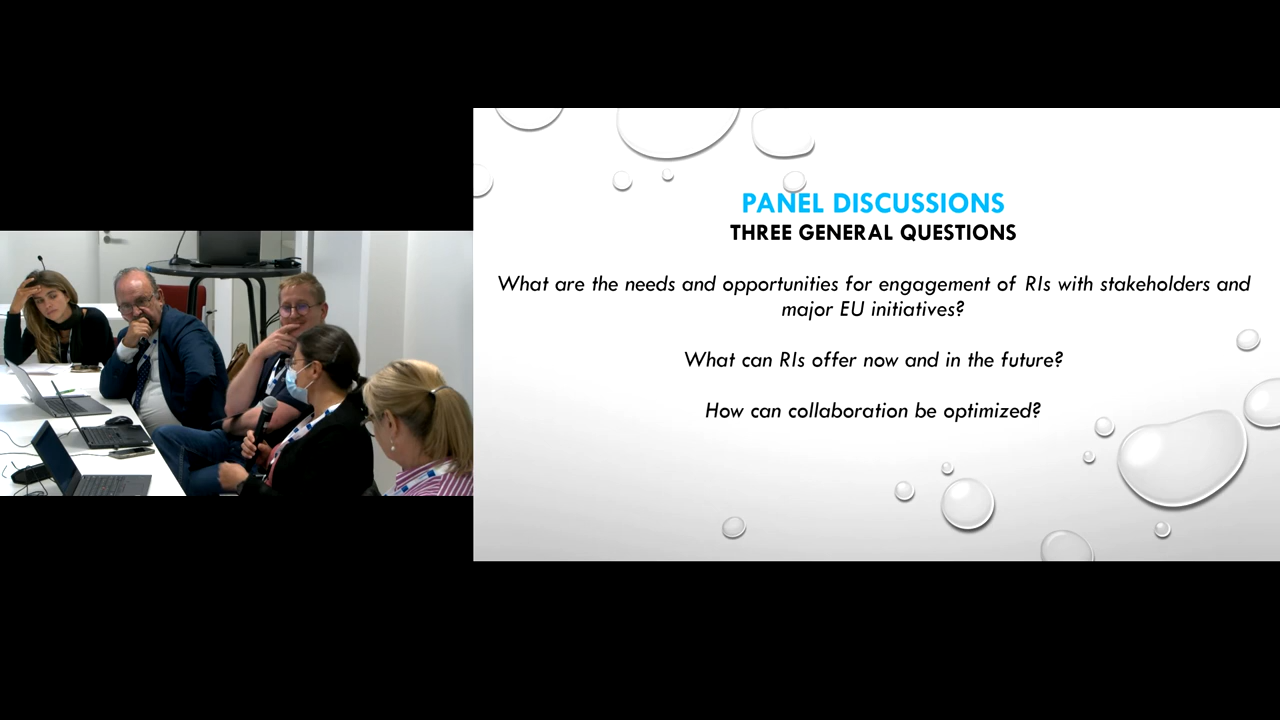 PANEL DISCUSSIONS
THREE GENERAL QUESTIONS
What are the needs and opportunities for engagement of RIs with stakeholders and
major EU initiatives?
What can RIs offer now and in the future?
How can collaboration be optimized?